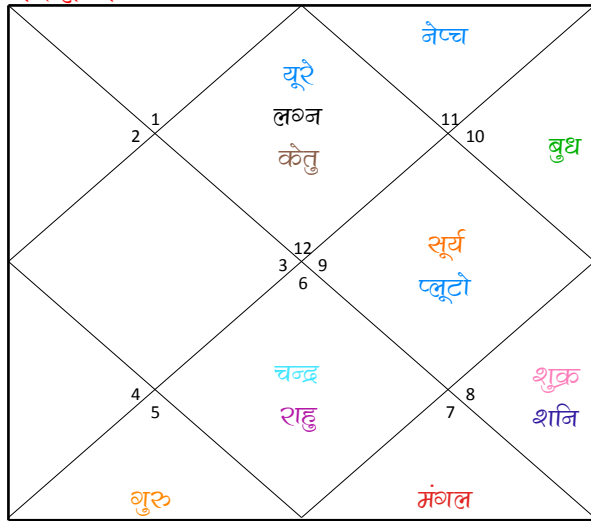 नेप्च
यूरे
लग्न
केतु
1
2
11
10
बुध
12
3
9
6
सूर्य
प्लूटो
चन्द्र
राहु
4
5
8
7
शुक्र
शनि
गुरु
मंगल